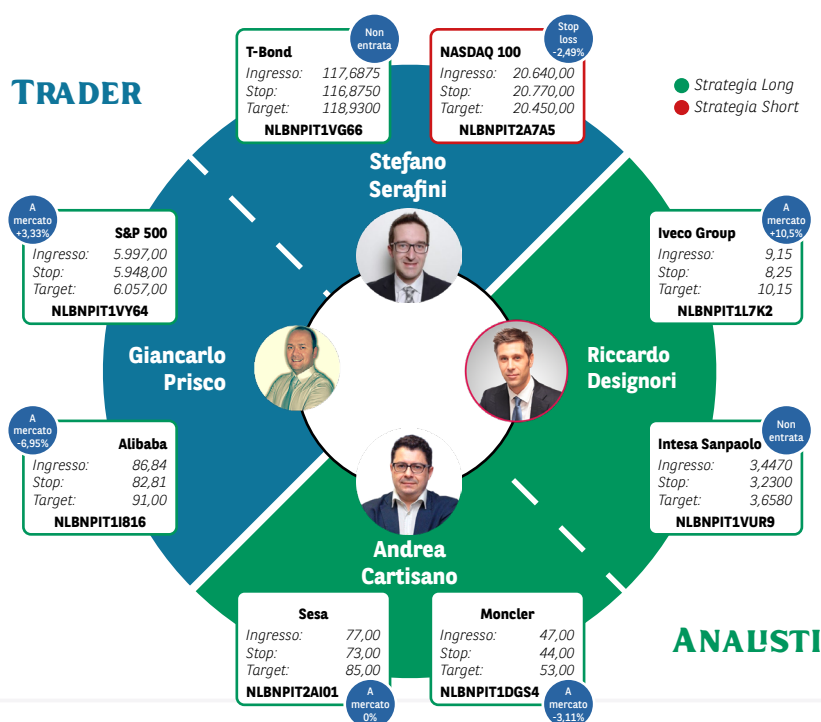 TRADER
T-Bond
Non
entrata
Ingresso: 117,6875
Stop: 116,8750
Target: 118,9300
NLBNPIT1VG66
NASDAQ 100
Stop
loss
-2,49%
Ingresso: 20.640,00
Stop: 20.770,00
Target: 20.450,00
NLBNPIT2A7A5
Strategia Long
Strategia Short
Stefano
Serafini
A
mercato
+3,33%
S&P 500
Ingresso: 5.997,00
Stop: 5.948,00
Target: 6.057,00
NLBNPIT1VY64
Iveco Group
A
mercato
+10,5%
Ingresso: 9,15
Stop: 8,25
Target: 10,15
NLBNPIT1L7K2
Giancarlo
Prisco
Riccardo
Designori
A
mercato
-6,95%
Alibaba
Ingresso: 86,84
Stop: 82,81
Target: 91,00
NLBNPIT1I816
Intesa Sanpaolo
Non
entrata
Ingresso: 3,4470
Stop: 3,2300
Target: 3,6580
NLBNPIT1VUR9
Andrea
Cartisano
Sesa
Ingresso: 77,00
Stop: 73,00
Target: 85,00
NLBNPIT2AI01
A
mercato
0%
Moncler
Ingresso: 47,00
Stop: 44,00
Target: 53,00
NLBNPIT1DGS4
A
mercato
-3,11%
ANALISTI